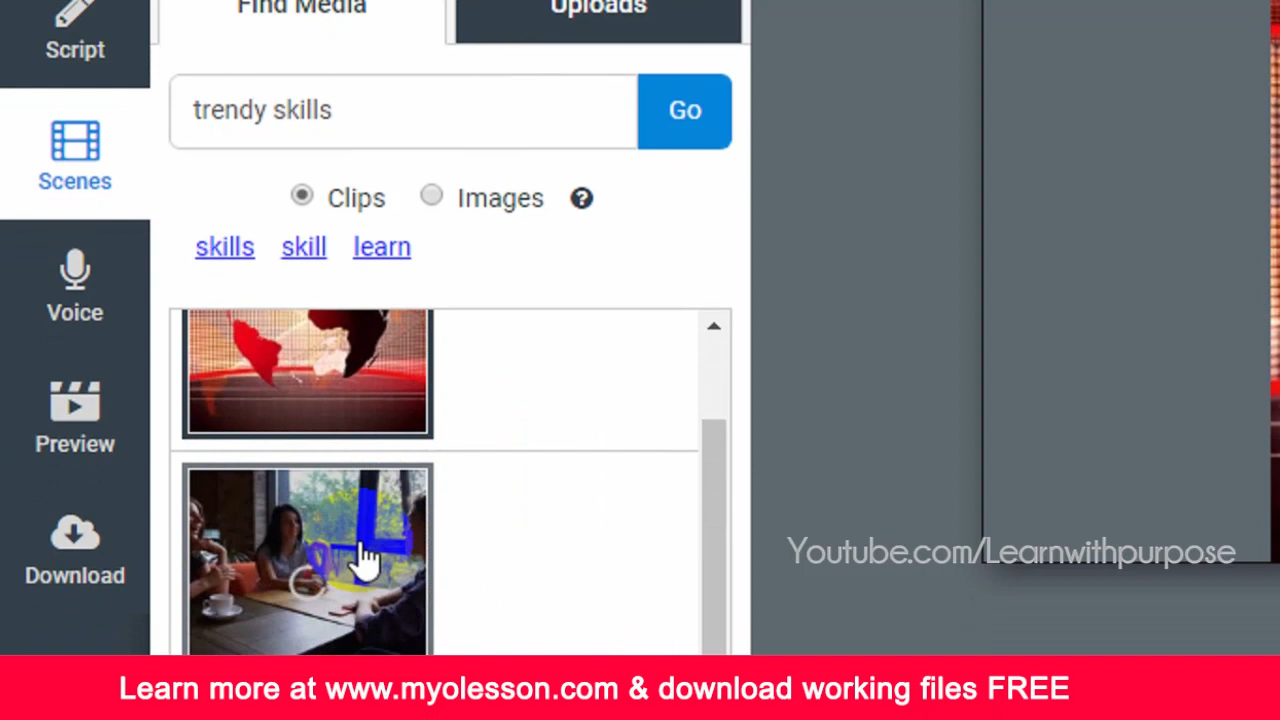 Find Media
Uploads
Script
trendy skills
Go
Scenes
Clips
Images
?
skills
skill
learn
Voice
Preview
Download
Youtube.com/Learnwithpurpose
Learn more at www.myolesson.com & download working files FREE